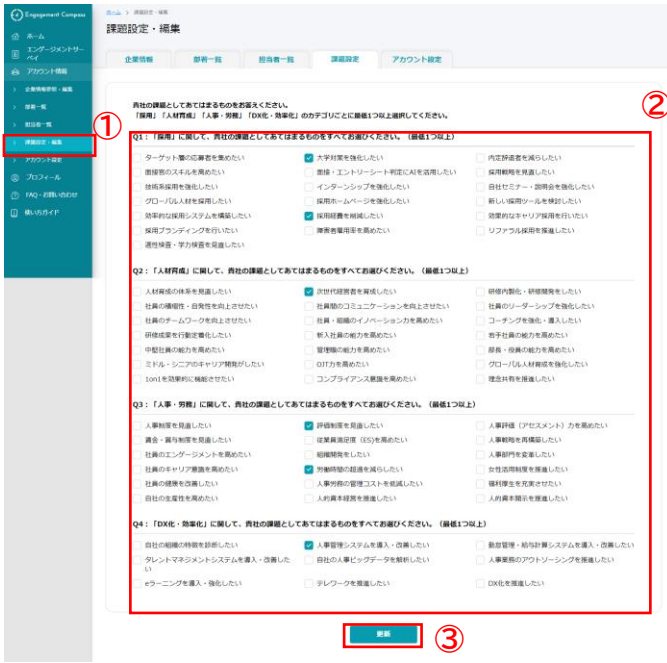 Engagement Compass
ホーム
エンゲージメントサー
ベイ
アカウント情報
企業情報参照・編集
部署一覧
担当者一覧
課題設定・編集
アカウント設定
プロフィール
FAQ・お問い合わせ
使い方ガイド
①
ホーム > 課題設定・編集
課題設定・編集
企業情報 部署一覧 担当者一覧 課題設定 アカウント設定
貴社の課題としてあてはまるものをお答えください。
「採用」「人材育成」「人事・労務」「DX化・効率化」のカテゴリごとに最低1つ以上選択してください。
②
Q1：「採用」に関して、貴社の課題としてあてはまるものをすべてお選びください。（最低1つ以上）
ターゲット層の応募者を集めたい 大学対策を強化したい 内定辞退者を減らしたい
面接官のスキルを高めたい 面接・エントリーシート判定にAIを活用したい 採用戦略を見直したい
技術系採用を強化したい インターンシップを強化したい 自社セミナー・説明会を強化したい
グローバル人材を採用したい 採用ホームページを強化したい 新しい採用ツールを検討したい
効率的な採用システムを構築したい 採用経費を削減したい 効果的なキャリア採用を行いたい
採用ブランディングを行いたい 障害者雇用率を高めたい リファラル採用を推進したい
適性検査・学力検査を見直したい
Q2：「人材育成」に関して、貴社の課題としてあてはまるものをすべてお選びください。（最低1つ以上）
人材育成の体系を見直したい 次世代経営者を育成したい 研修内製化・研修開発をしたい
社員の積極性・自発性を向上させたい 社員間のコミュニケーションを向上させたい 社員のリーダーシップを強化したい
社員のチームワークを向上させたい 社員・組織のイノベーション力を高めたい コーチングを強化・導入したい
研修成果を行動定着化したい 新入社員の能力を高めたい 若手社員の能力を高めたい
中堅社員の能力を高めたい 管理職の能力を高めたい 部長・役員の能力を高めたい
ミドル・シニアのキャリア開発がしたい OJT力を高めたい グローバル人材育成を強化したい
1on1を効果的に機能させたい コンプライアンス意識を高めたい 理念共有を推進したい
Q3：「人事・労務」に関して、貴社の課題としてあてはまるものをすべてお選びください。（最低1つ以上）
人事制度を見直したい 評価制度を見直したい 人事評価（アセスメント）力を高めたい
賃金・賞与制度を見直したい 従業員満足度（ES)を高めたい 人事戦略を再構築したい
社員のエンゲージメントを高めたい 組織開発をしたい 人事部門を変革したい
社員のキャリア意識を高めたい 労働時間の超過を減らしたい 女性活用制度を推進したい
社員の健康を改善したい 人事労務の管理コストを低減したい 福利厚生を充実させたい
自社の生産性を高めたい 人的資本経営を推進したい 人的資本開示を推進したい
Q4：「DX化・効率化」に関して、貴社の課題としてあてはまるものをすべてお選びください。（最低1つ以上）
自社の組織の特徴を診断したい 人事管理システムを導入・改善したい 勤怠管理・給与計算システムを導入・改善したい
タレントマネジメントシステムを導入・改善した 自社の人事ビッグデータを解析したい 人事業務のアウトソーシングを推進したい
い
eラーニングを導入・強化したい テレワークを推進したい DX化を推進したい
更新
③